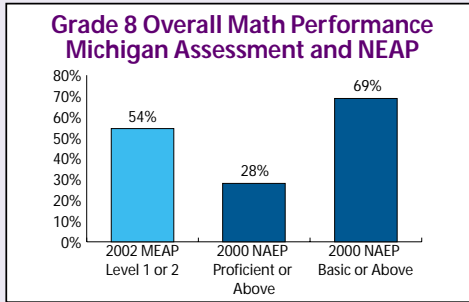 Grade 8 Overall Math Performance
Michigan Assessment and NEAP
80%
70%
60%
50%
40%
30%
20%
10%
0%
54%
28%
69%
2002 MEAP
Level 1 or 2
2000 NAEP
Proficient or
Above
2000 NAEP
Basic or Above